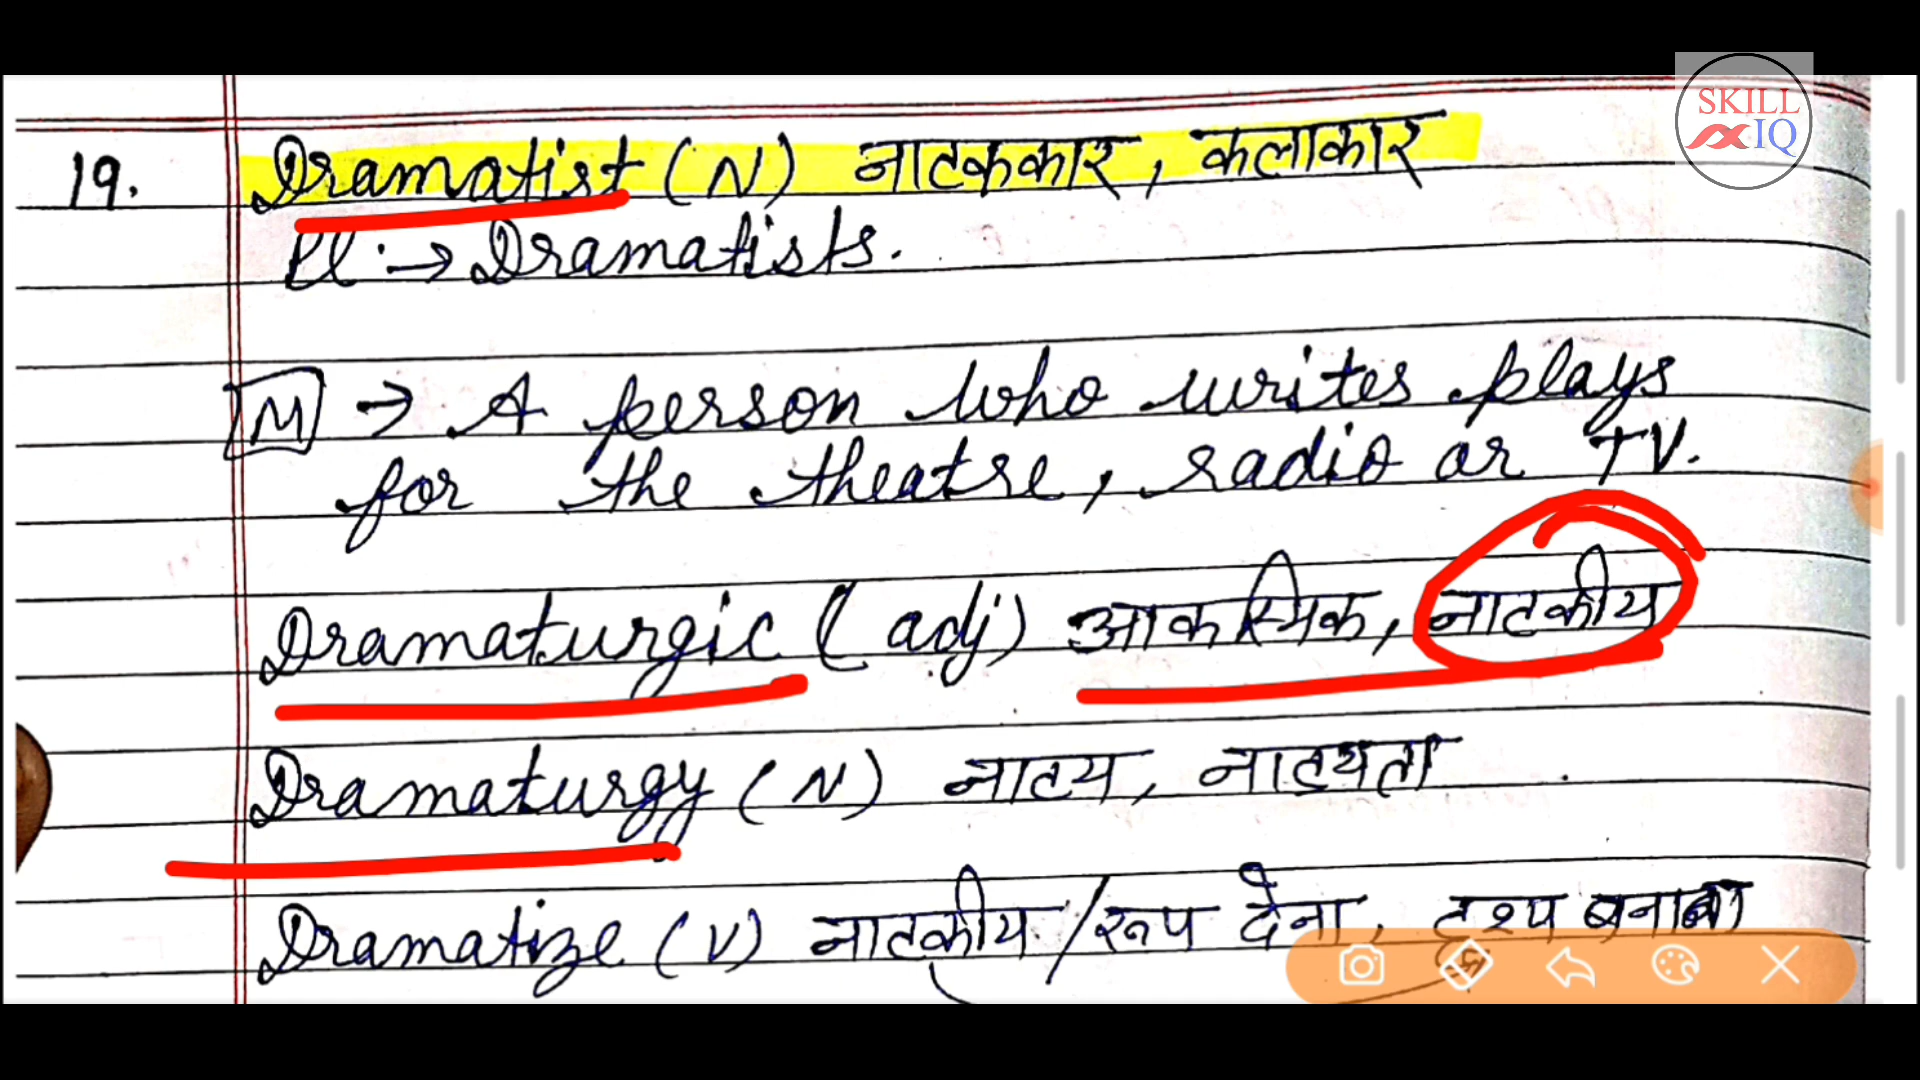 SKILL
IQ
19. Dramatist (N) नाटककार, कलाकार
Pl. → Dramatists.
M → A person who writes plays
for the theatre, radio or TV.
Dramaturgic (adj) आकस्मिक, नाटकीय
Dramaturgy (N) नाट्य, नाट्यता
Dramatize (V) नाटकीय/रूप देना, दृश्य बनाना